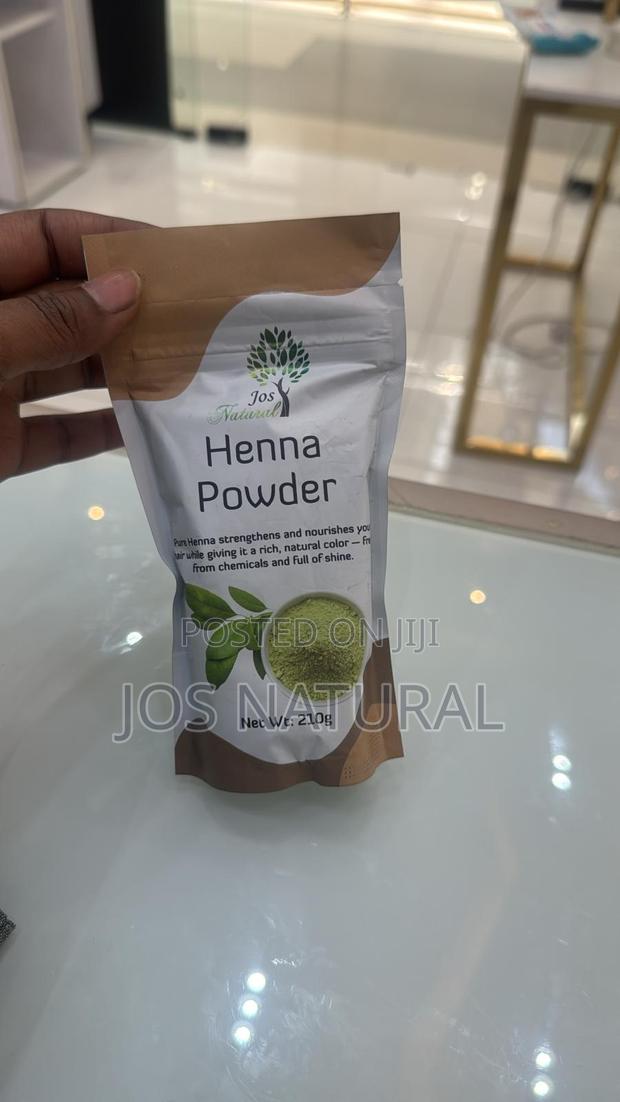 Jos
Natural
Henna
Powder
Pure Henna strengthens and nourishes you
hair while giving it a rich, natural color — fr
from chemicals and full of shine.
POSTED ON JIJI
JOS NATURAL
Net Wt: 210g